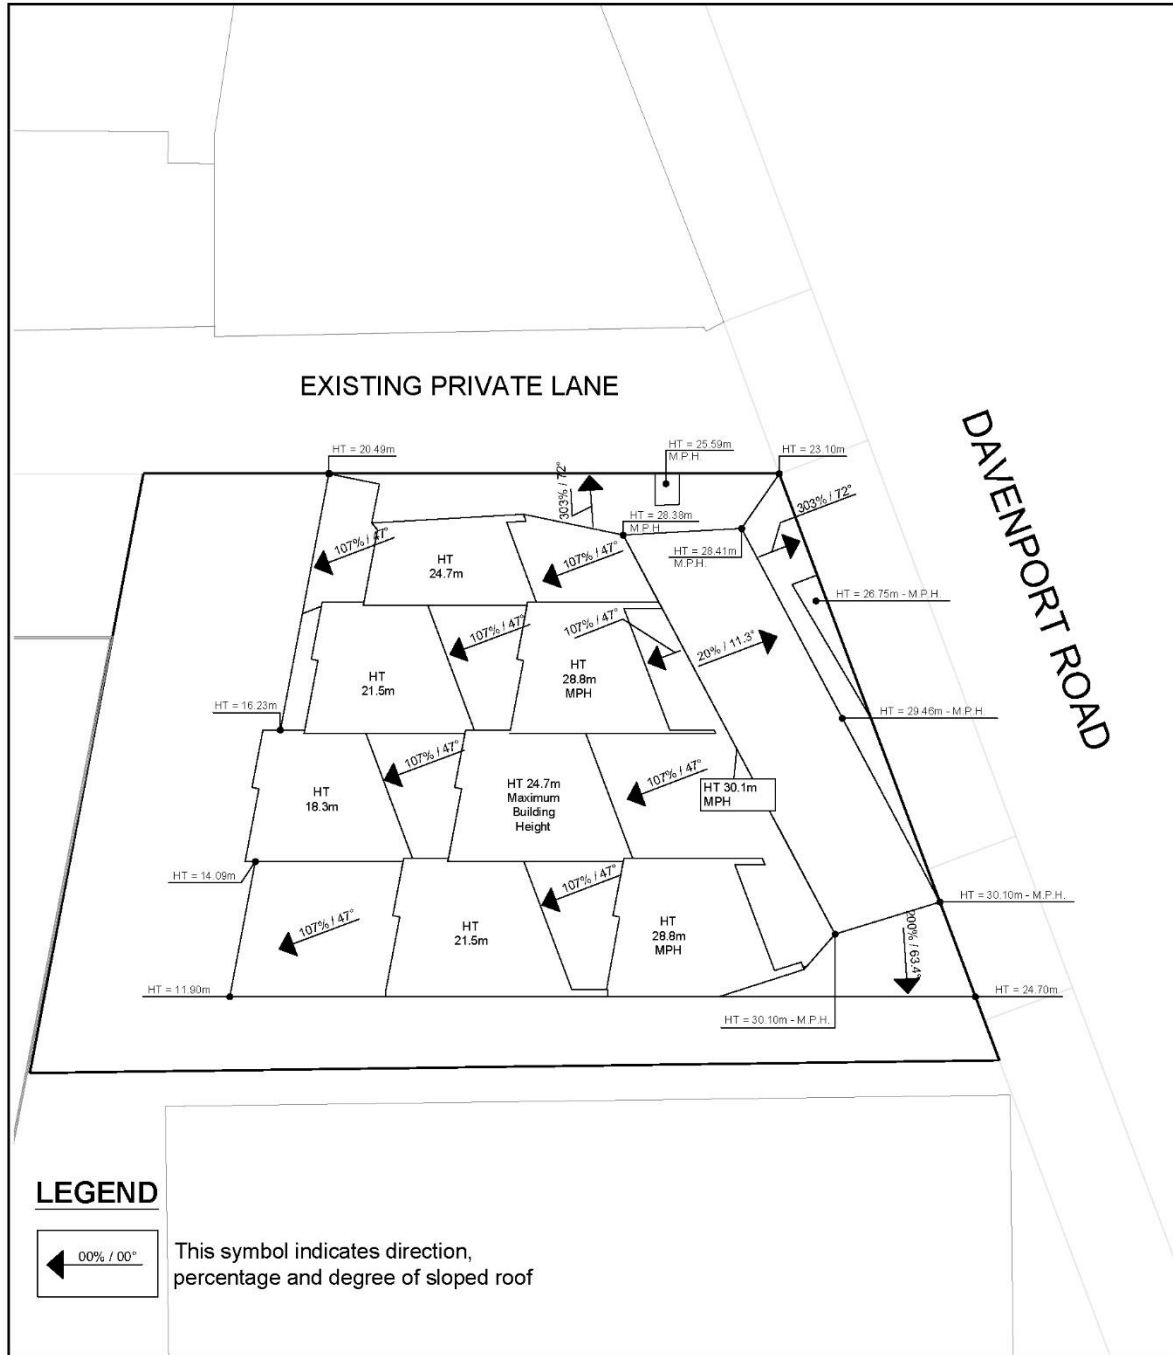 EXISTING PRIVATE LANE
DAVENPORT ROAD
HT = 20.49m
HT = 25.59m
M.P.H.
HT = 23.10m
303% / 72°
303% / 72°
HT = 28.38m
M.P.H.
HT = 28.41m
M.P.H.
107% / 47°
HT
24.7m
107% / 47°
HT = 26.75m - M.P.H.
107% / 47°
107% / 47°
20% / 11.3°
HT
21.5m
HT
28.8m
MPH
HT = 16.23m
HT = 29.46m - M.P.H.
107% / 47°
107% / 47°
HT
18.3m
HT 24.7m
Maximum
Building
Height
HT 30.1m
MPH
HT = 14.09m
107% / 47°
HT = 30.10m - M.P.H.
107% / 47°
HT
21.5m
HT
28.8m
MPH
200% / 63.4°
HT = 11.90m
HT = 24.70m
HT = 30.10m - M.P.H.
LEGEND
00% / 00°
This symbol indicates direction,
percentage and degree of sloped roof